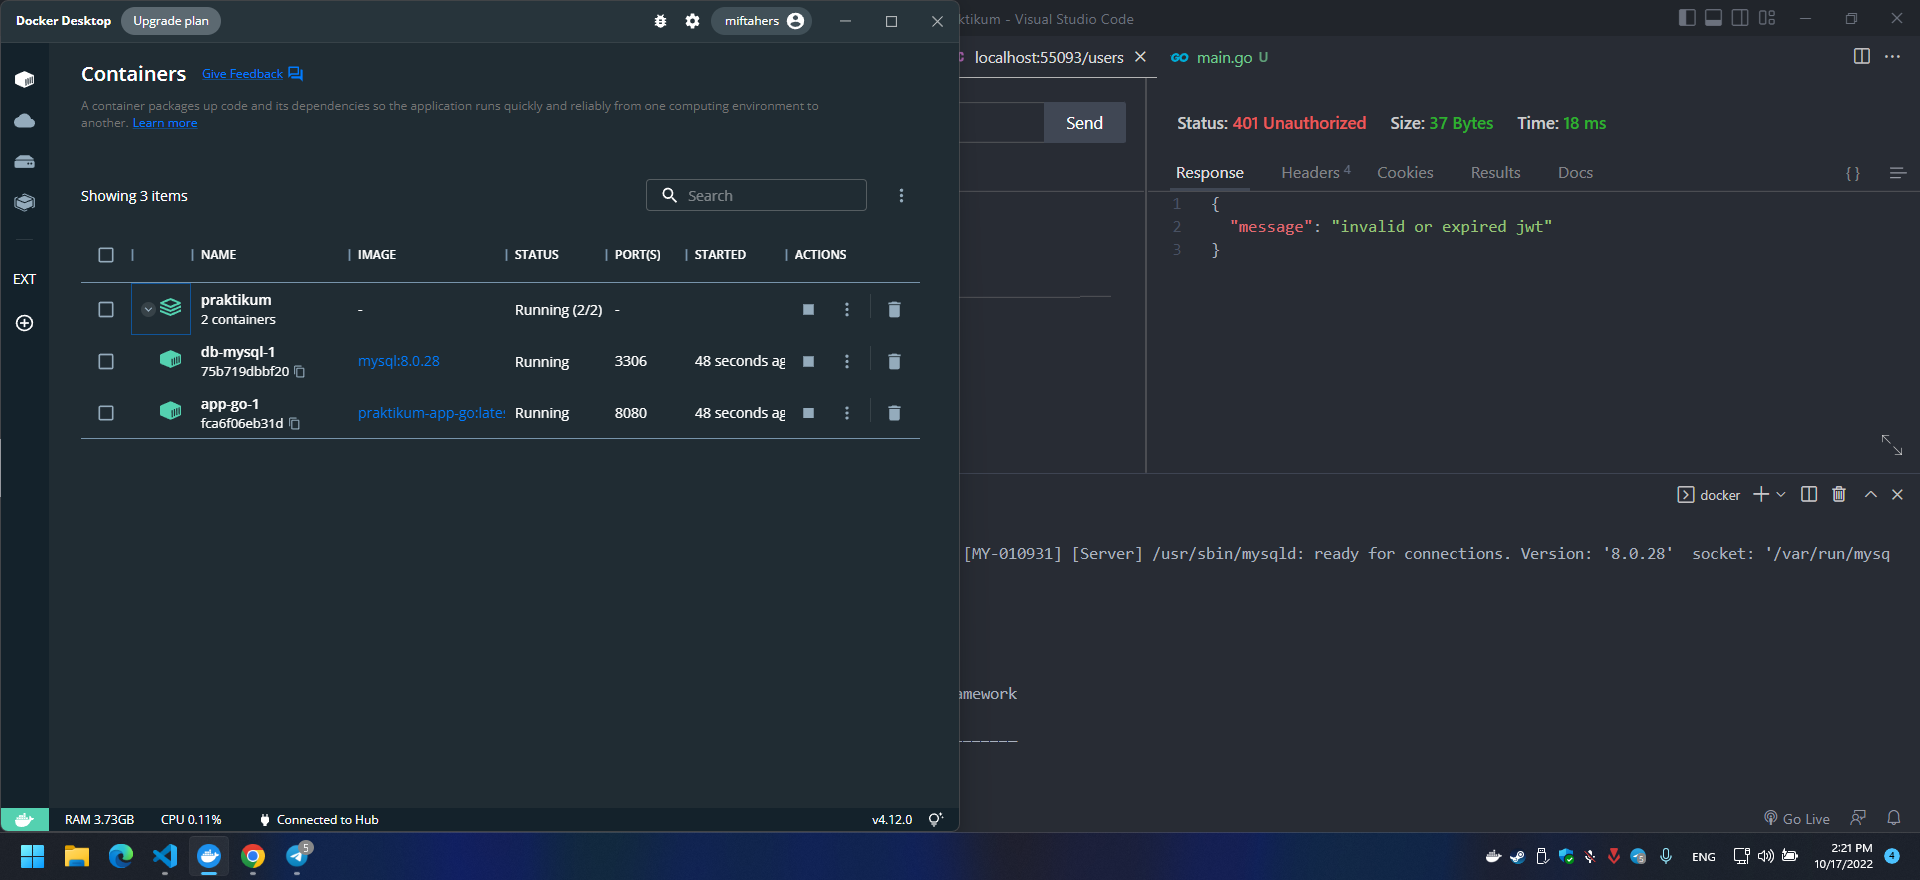 Docker Desktop
Upgrade plan
miftahers
Containers
Give Feedback
A container packages up code and its dependencies so the application runs quickly and reliably from one computing environment to
another. Learn more
Showing 3 items
Search
NAME IMAGE STATUS PORT(S) STARTED ACTIONS
praktikum
2 containers
- Running (2/2) -
db-mysql-1
75b719dbbf20
mysql:8.0.28 Running 3306 48 seconds ag
app-go-1
fca6f06eb31d
praktikum-app-go:late Running 8080 48 seconds ag
EXT
RAM 3.73GB CPU 0.11% Connected to Hub v4.12.0
ktikum - Visual Studio Code
localhost:55093/users
GO main.go U
Send
Status: 401 Unauthorized Size: 37 Bytes Time: 18 ms
Response Headers 4 Cookies Results Docs
{ }
1 {
2 "message": "invalid or expired jwt"
3 }
docker
[MY-010931] [Server] /usr/sbin/mysqld: ready for connections. Version: '8.0.28' socket: '/var/run/mysq
amework
Go Live
5
ENG
2:21 PM
10/17/2022
4